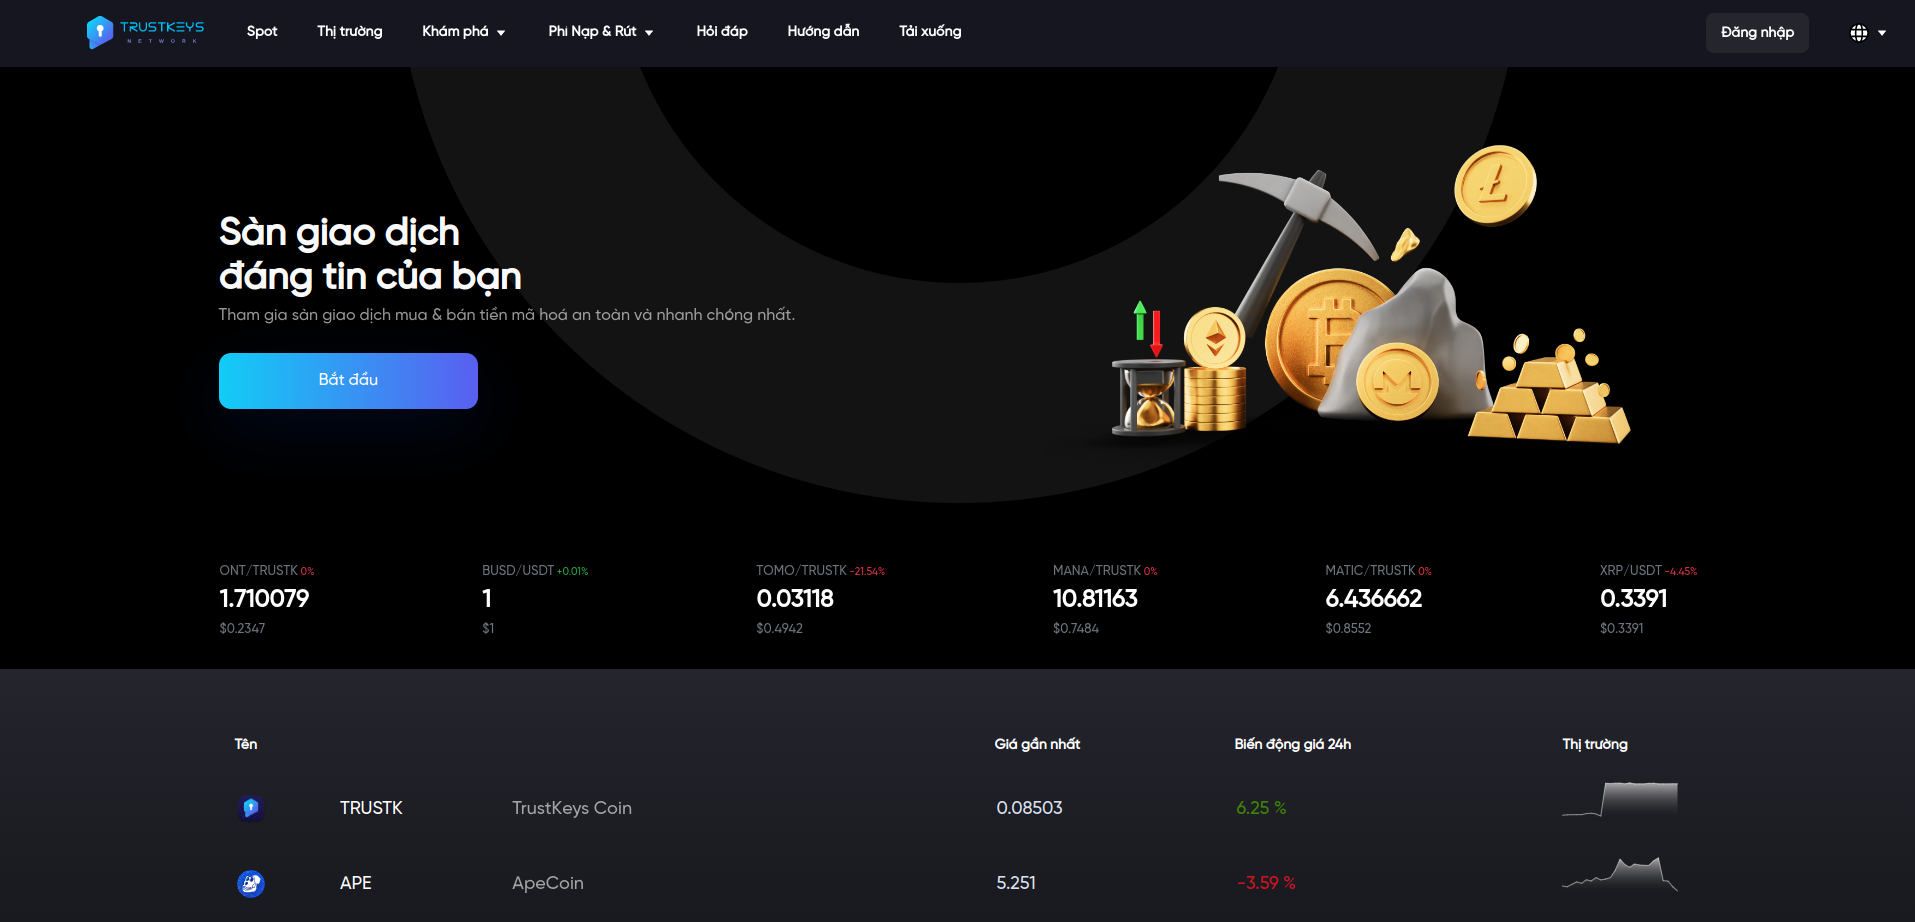 TRUSTKEYS
NETWORK
Spot
Thị trường
Khám phá
Phí Nạp & Rút
Hỏi đáp
Hướng dẫn
Tải xuống
Đăng nhập
Sàn giao dịch
đáng tin của bạn
Tham gia sàn giao dịch mua & bán tiền mã hoá an toàn và nhanh chóng nhất.
Bắt đầu
ONT/TRUSTK 0%
1.710079
$0.2347
BUSD/USDT +0.01%
1
$1
TOMO/TRUSTK -21.54%
0.03118
$0.4942
MANA/TRUSTK 0%
10.81163
$0.7484
MATIC/TRUSTK 0%
6.436662
$0.8552
XRP/USDT -4.45%
0.3391
$0.3391
Tên Giá gần nhất Biến động giá 24h Thị trường
TRUSTK TrustKeys Coin 0.08503 6.25 %
APE ApeCoin 5.251 -3.59 %